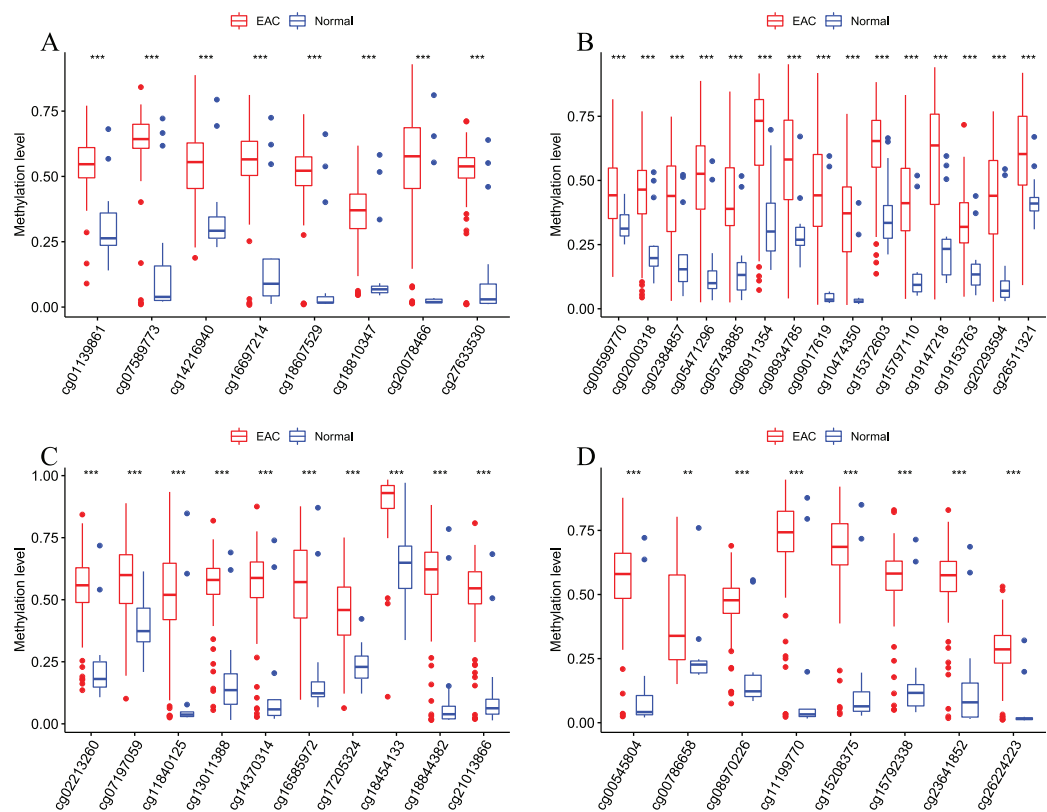 EAC Normal
A
*** *** *** *** *** *** *** ***
Methylation level
0.75
0.50
0.25
0.00
cg01139861 cg07589773 cg14216940 cg16697214 cg18607529 cg18810347 cg20078466 cg27633530
EAC Normal
B
*** *** *** *** *** *** *** *** *** *** *** *** *** *** ***
Methylation level
0.75
0.50
0.25
0.00
cg00599770 cg02000318 cg02384857 cg05471296 cg05743885 cg06911354 cg08934785 cg09017619 cg10474350 cg15372603 cg15797110 cg19147218 cg19153763 cg20293594 cg26511321
EAC Normal
C
*** *** *** *** *** *** *** *** *** ***
Methylation level
1.00
0.75
0.50
0.25
0.00
cg02213260 cg07197059 cg11840125 cg13011388 cg14370314 cg16585972 cg17205324 cg18454133 cg18844382 cg21013866
EAC Normal
D
*** ** *** *** *** *** *** ***
Methylation level
0.75
0.50
0.25
0.00
cg00545804 cg00786658 cg08970226 cg11199770 cg15208375 cg15792338 cg23641852 cg26224223